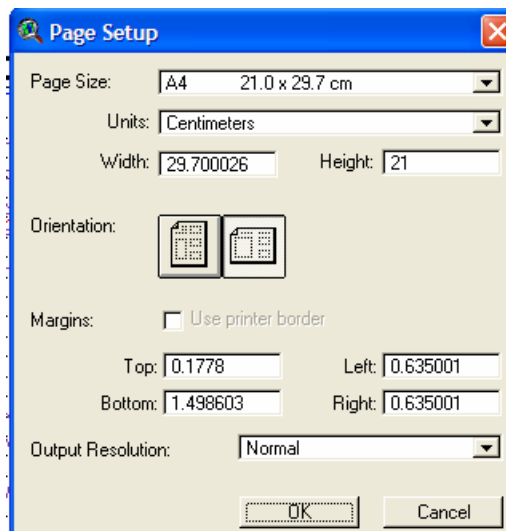 Page Setup
Page Size: A4 21.0 x 29.7 cm
Units: Centimeters
Width: 29.700026 Height: 21
Orientation:
Margins: Use printer border
Top: 0.1778 Left: 0.635001
Bottom: 1.498603 Right: 0.635001
Output Resolution: Normal
OK Cancel